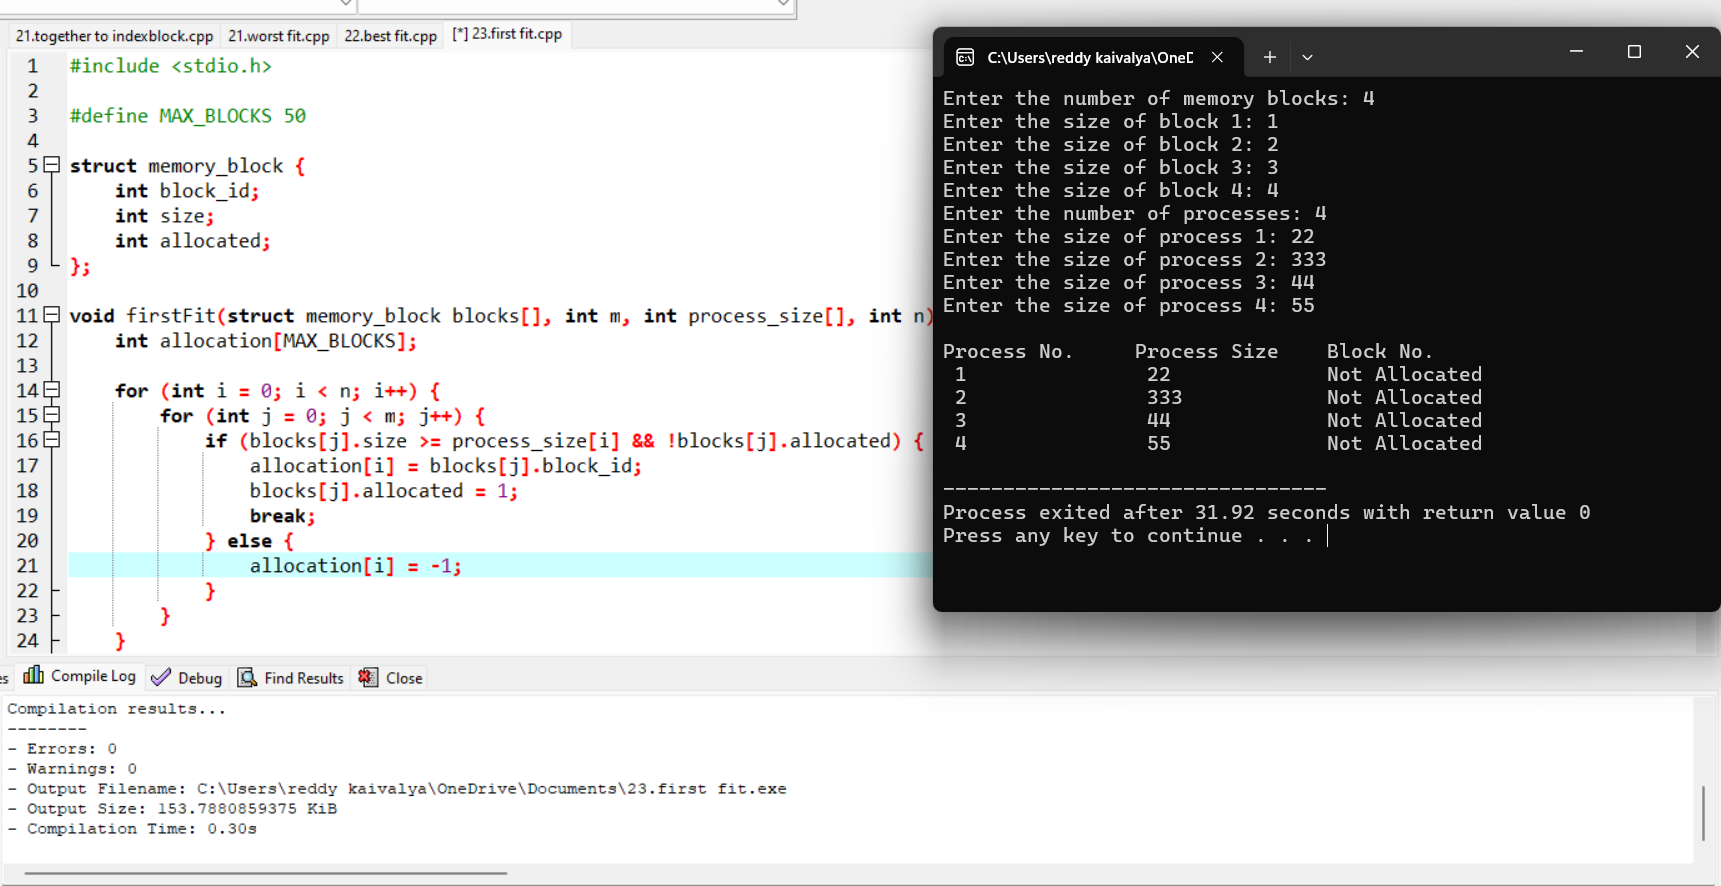 21.together to indexblock.cpp 21.worst fit.cpp 22.best fit.cpp [*] 23.first fit.cpp
1 #include <stdio.h>
2
3 #define MAX_BLOCKS 50
4
5 struct memory_block {
6 int block_id;
7 int size;
8 int allocated;
9 };
10
11 void firstFit(struct memory_block blocks[], int m, int process_size[], int n)
12 int allocation[MAX_BLOCKS];
13
14 for (int i = 0; i < n; i++) {
15 for (int j = 0; j < m; j++) {
16 if (blocks[j].size >= process_size[i] && !blocks[j].allocated) {
17 allocation[i] = blocks[j].block_id;
18 blocks[j].allocated = 1;
19 break;
20 } else {
21 allocation[i] = -1;
22 }
23 }
24 }
C:\Users\reddy kaivalya\OneD
Enter the number of memory blocks: 4
Enter the size of block 1: 1
Enter the size of block 2: 2
Enter the size of block 3: 3
Enter the size of block 4: 4
Enter the number of processes: 4
Enter the size of process 1: 22
Enter the size of process 2: 333
Enter the size of process 3: 44
Enter the size of process 4: 55
Process No. Process Size Block No.
1 22 Not Allocated
2 333 Not Allocated
3 44 Not Allocated
4 55 Not Allocated
--------------------------------
Process exited after 31.92 seconds with return value 0
Press any key to continue . . .
es Compile Log Debug Find Results Close
Compilation results...
--------
- Errors: 0
- Warnings: 0
- Output Filename: C:\Users\reddy kaivalya\OneDrive\Documents\23.first fit.exe
- Output Size: 153.7880859375 KiB
- Compilation Time: 0.30s